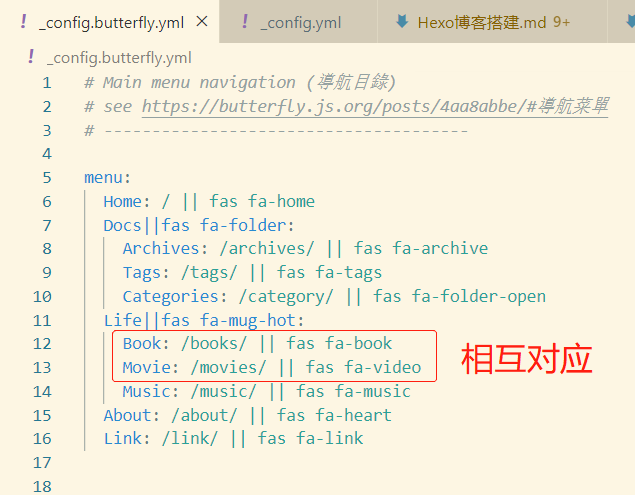 _config.butterfly.yml
_config.yml
Hexo博客搭建.md 9+
_config.butterfly.yml
1 # Main menu navigation (導航目錄)
2 # see https://butterfly.js.org/posts/4aa8abbe/#導航菜單
3 # --------------------------------------
4
5 menu:
6 Home: / || fas fa-home
7 Docs||fas fa-folder:
8 Archives: /archives/ || fas fa-archive
9 Tags: /tags/ || fas fa-tags
10 Categories: /category/ || fas fa-folder-open
11 Life||fas fa-mug-hot:
12 Book: /books/ || fas fa-book
13 Movie: /movies/ || fas fa-video
相互对应
14 Music: /music/ || fas fa-music
15 About: /about/ || fas fa-heart
16 Link: /link/ || fas fa-link
17
18